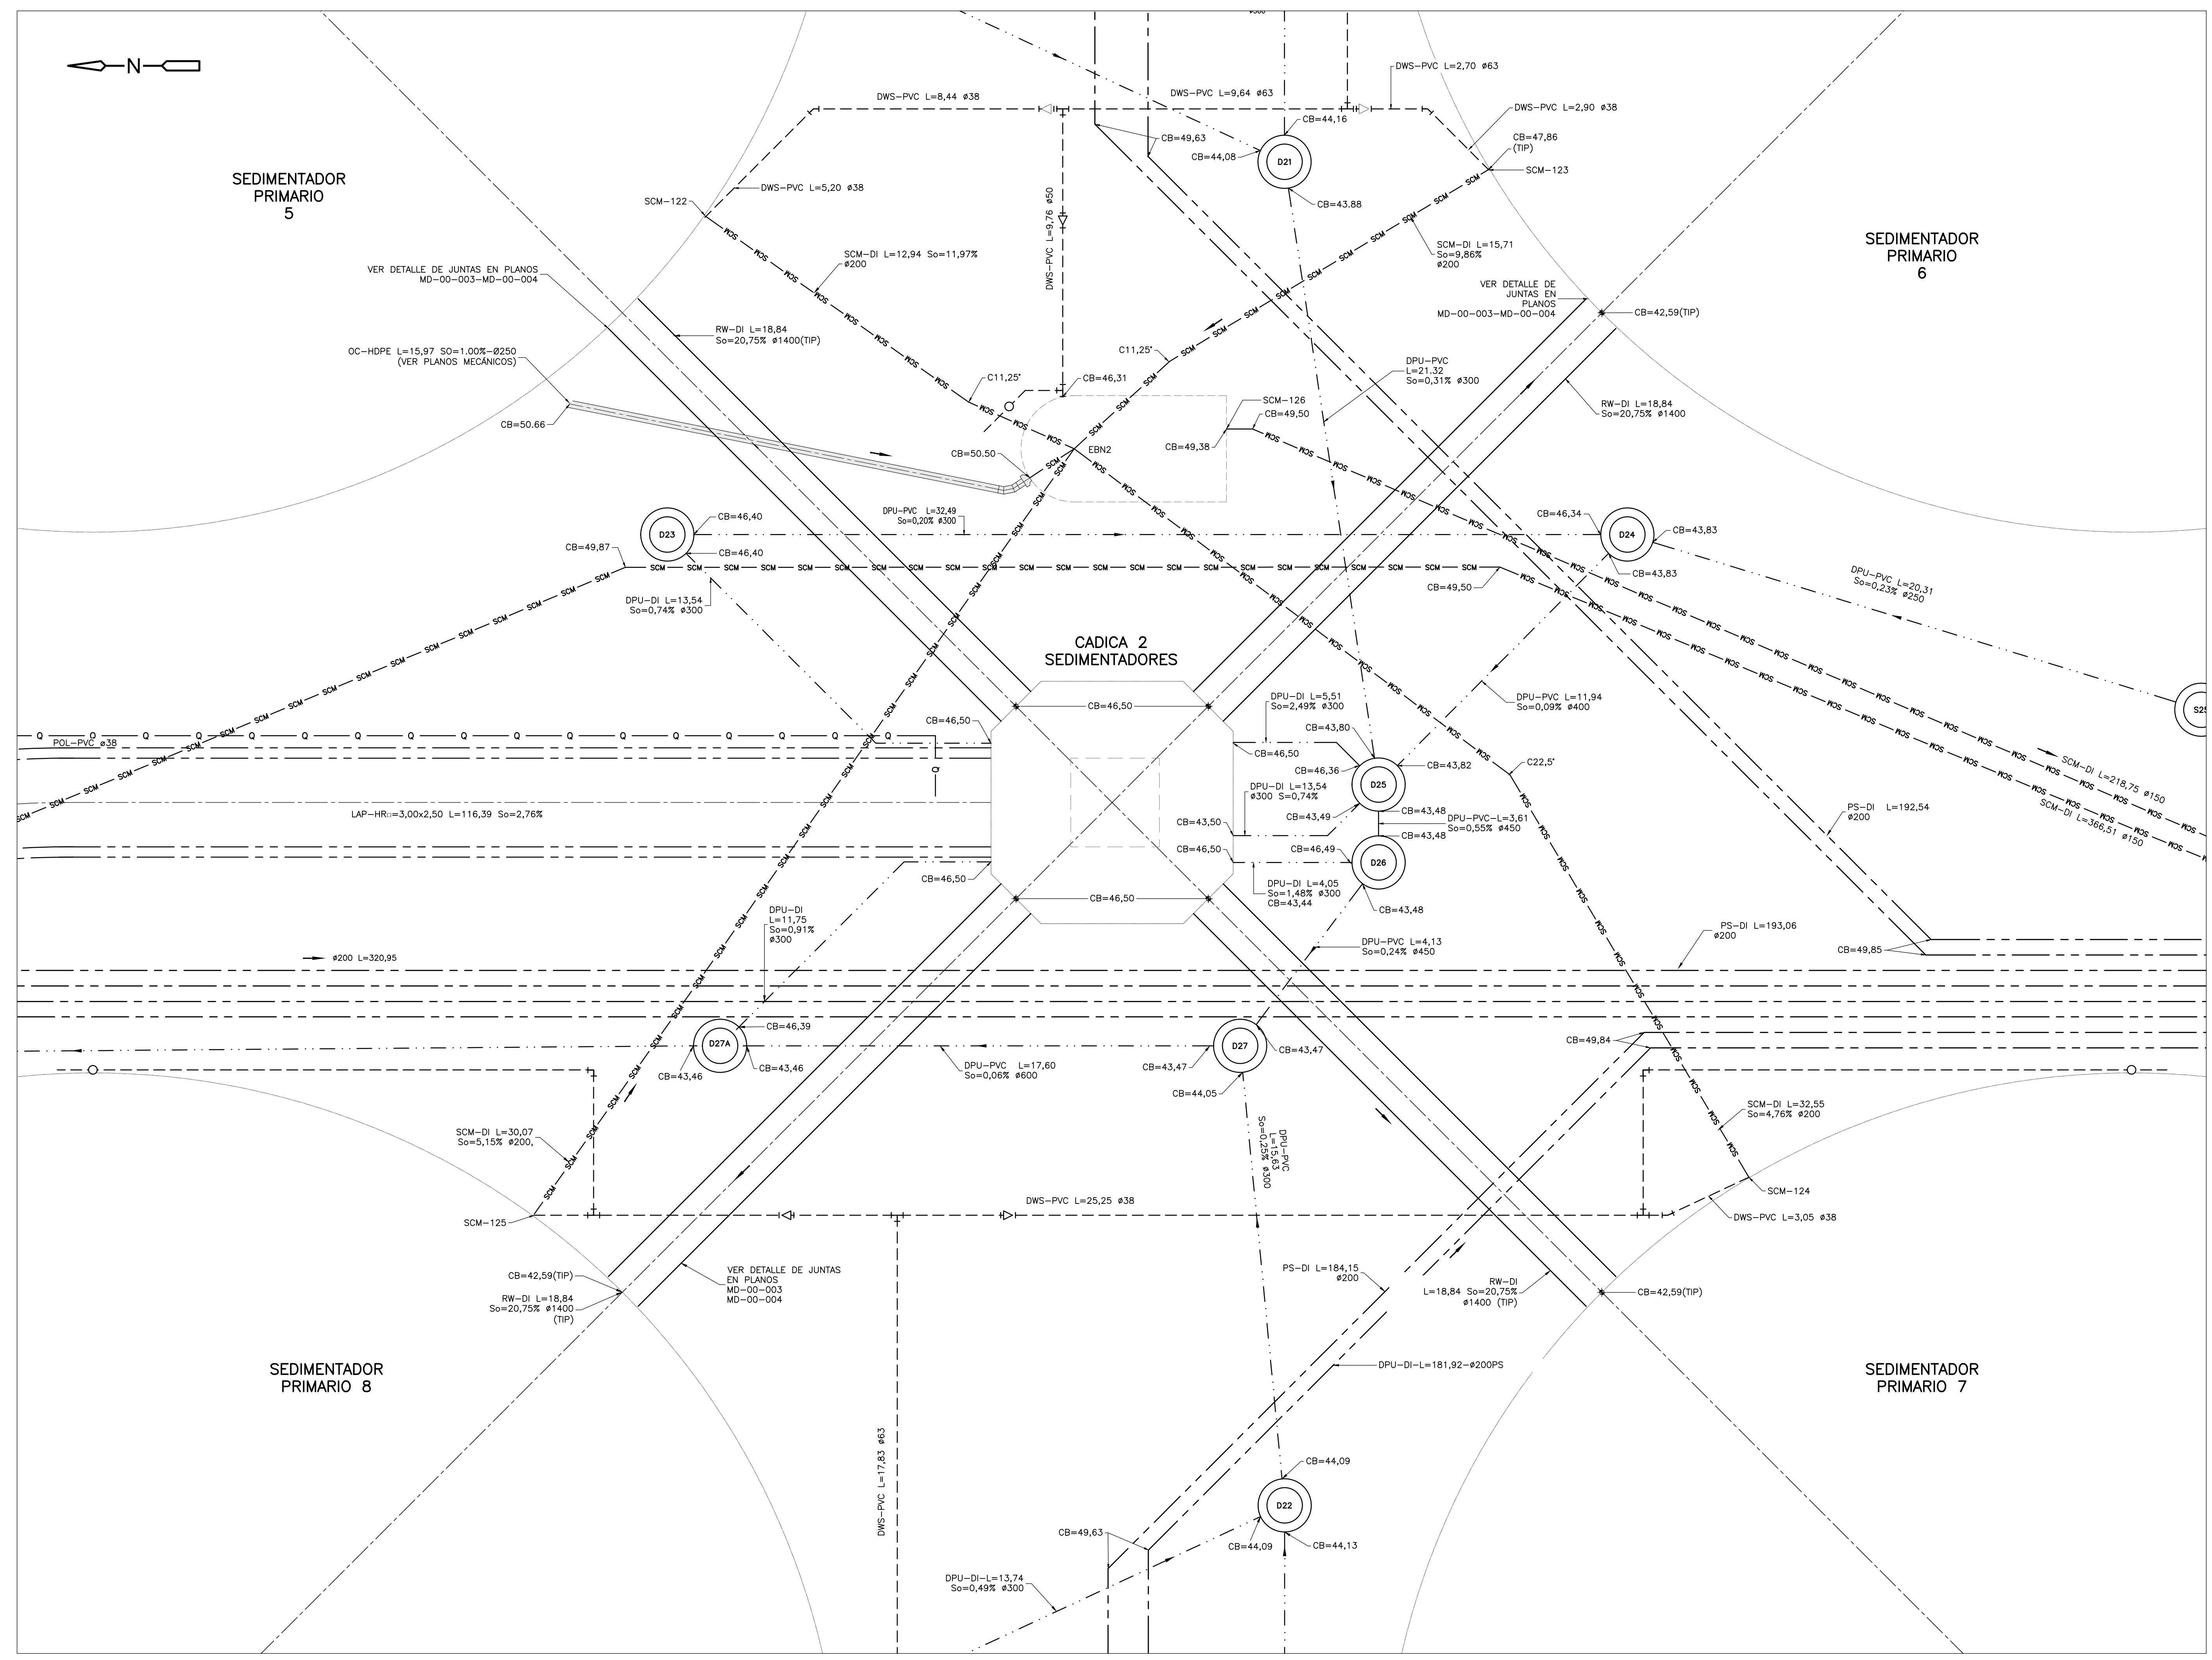 N
SEDIMENTADOR
PRIMARIO
5
SEDIMENTADOR
PRIMARIO
6
DWS-PVC L=8,44 ø38
DWS-PVC L=9,64 ø63
DWS-PVC L=2,70 ø63
DWS-PVC L=2,90 ø38
CB=44,16
CB=49,63
CB=44,08
D21
CB=47,86
(TIP)
SCM-123
CB=43.88
DWS-PVC L=5,20 ø38
SCM-122
DWS-PVC L=9,76 ø50
SCM-DI L=12,94 So=11,97%
ø200
SCM-DI L=15,71
So=9,86%
ø200
VER DETALLE DE JUNTAS EN PLANOS
MD-00-003-MD-00-004
VER DETALLE DE
JUNTAS EN
PLANOS
MD-00-003-MD-00-004
CB=42,59(TIP)
RW-DI L=18,84
So=20,75% ø1400(TIP)
OC-HDPE L=15,97 SO=1.00%-Ø250
(VER PLANOS MECÁNICOS)
CB=50.66
C11,25°
C11,25°
CB=46,31
DPU-PVC
L=21.32
So=0,31% ø300
SCM-126
CB=49,50
CB=49,38
RW-DI L=18,84
So=20,75% ø1400
CB=50.50
EBN2
D23
CB=46,40
CB=46,40
DPU-PVC L=32,49
So=0,20% ø300
CB=46,34
D24
CB=43,83
CB=43,83
CB=49,87
CB=49,50
DPU-DI L=13,54
So=0,74% ø300
DPU-PVC L=20,31
So=0,23% ø250
CADICA 2
SEDIMENTADORES
CB=46,50
CB=46,50
DPU-DI L=5,51
So=2,49% ø300
CB=43,80
DPU-PVC L=11,94
So=0,09% ø400
POL-PVC ø38
CB=46,50
CB=46,36
D25
CB=43,82
C22,5°
DPU-DI L=13,54
ø300 S=0,74%
CB=43,49
CB=43,48
DPU-PVC-L=3,61
So=0,55% ø450
CB=43,50
CB=43,48
SCM-DI L=218,75 ø150
SCM-DI L=366,51 ø150
PS-DI L=192,54
ø200
LAP-HR□=3,00x2,50 L=116,39 So=2,76%
CB=46,50
CB=46,49
D26
CB=46,50
CB=46,50
DPU-DI L=4,05
So=1,48% ø300
CB=43,44
CB=43,48
DPU-DI
L=11,75
So=0,91%
ø300
DPU-PVC L=4,13
So=0,24% ø450
PS-DI L=193,06
ø200
CB=49,85
ø200 L=320,95
D27A
CB=46,39
CB=43,46
CB=43,46
DPU-PVC L=17,60
So=0,06% ø600
D27
CB=43,47
CB=43,47
CB=44,05
CB=49,84
SCM-DI L=30,07
So=5,15% ø200,
DPU-PVC
L=15,63
So=0,25% ø300
SCM-DI L=32,55
So=4,76% ø200
SCM-125
DWS-PVC L=25,25 ø38
SCM-124
DWS-PVC L=3,05 ø38
CB=42,59(TIP)
RW-DI L=18,84
So=20,75% ø1400
(TIP)
VER DETALLE DE JUNTAS
EN PLANOS
MD-00-003
MD-00-004
PS-DI L=184,15
ø200
RW-DI
L=18,84 So=20,75%
ø1400 (TIP)
CB=42,59(TIP)
SEDIMENTADOR
PRIMARIO 8
DPU-DI-L=181,92-ø200PS
SEDIMENTADOR
PRIMARIO 7
DWS-PVC L=17,83 ø63
CB=44,09
D22
CB=49,63
CB=44,09
CB=44,13
DPU-DI-L=13,74
So=0,49% ø300